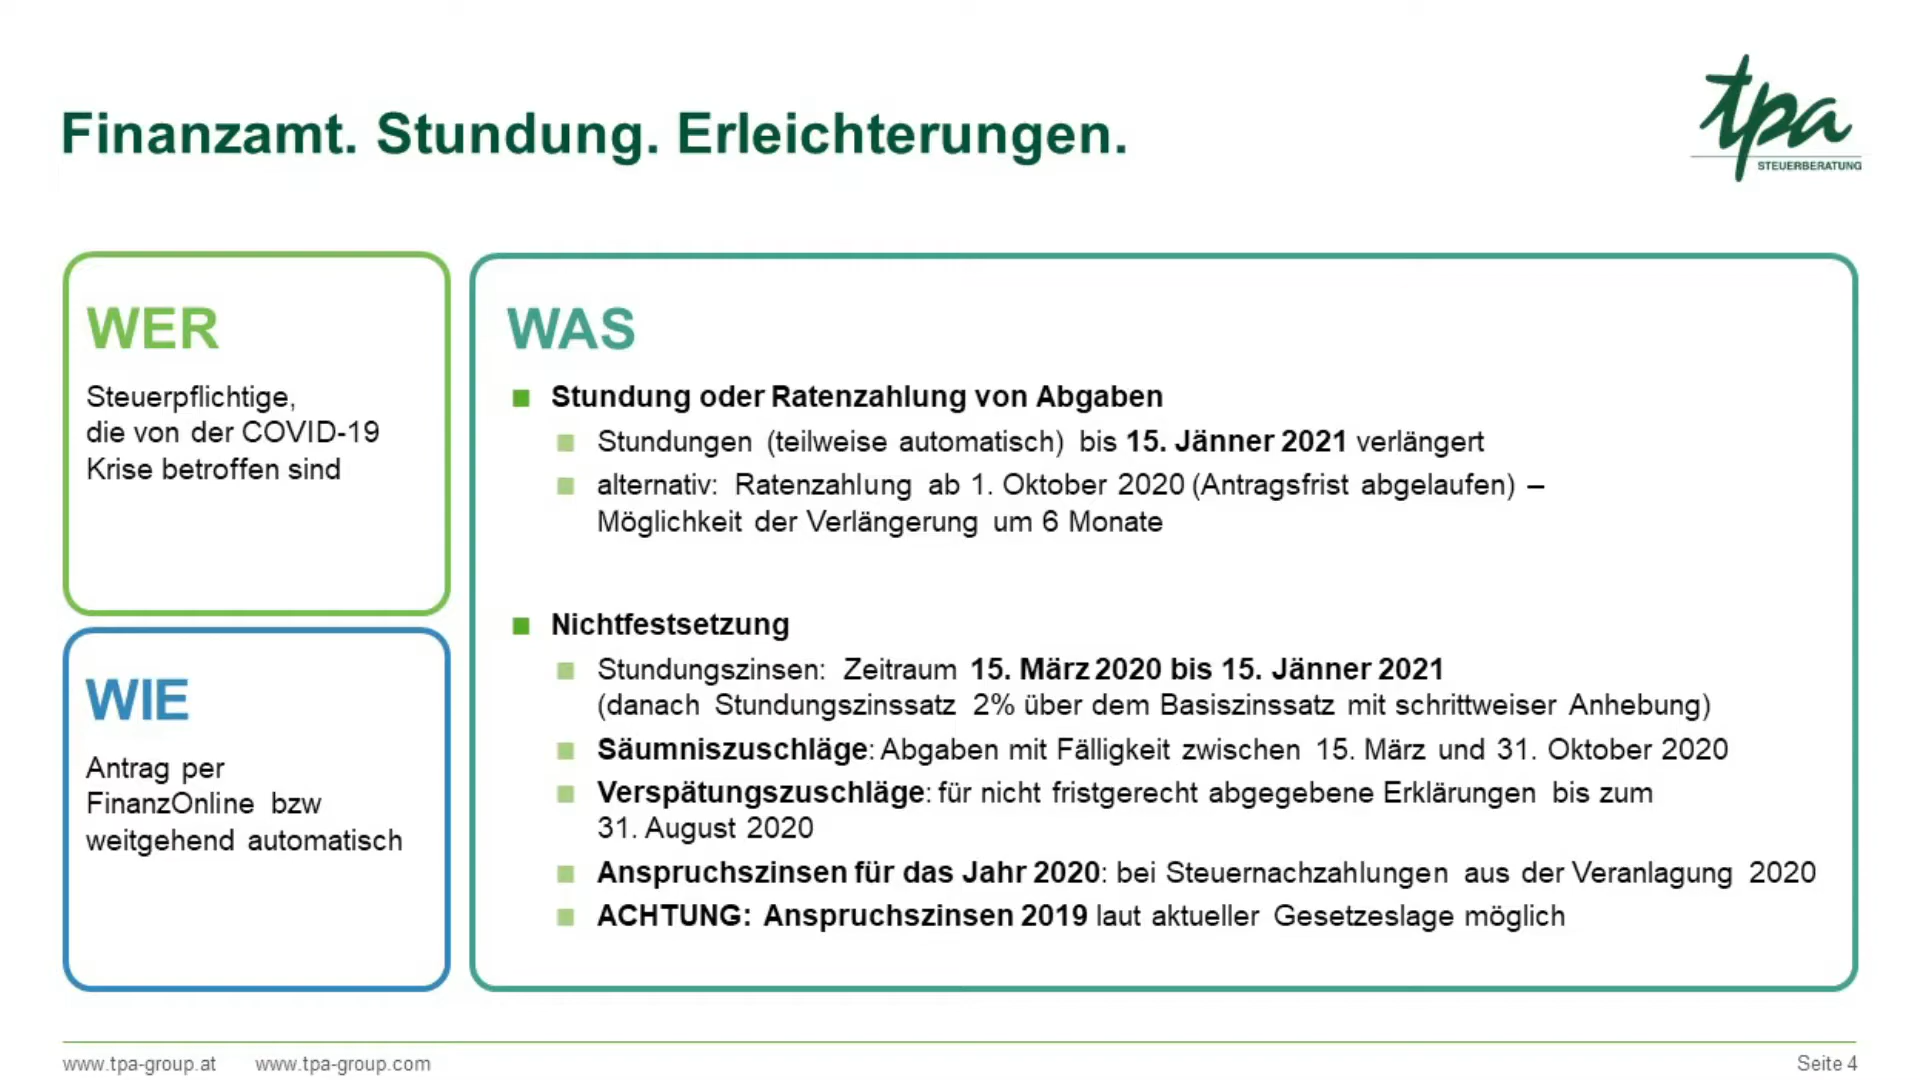 Finanzamt. Stundung. Erleichterungen.
tpa
STEUERBERATUNG
WER
Steuerpflichtige,
die von der COVID-19
Krise betroffen sind
WIE
Antrag per
FinanzOnline bzw
weitgehend automatisch
WAS
Stundung oder Ratenzahlung von Abgaben
Stundungen (teilweise automatisch) bis 15. Jänner 2021 verlängert
alternativ: Ratenzahlung ab 1. Oktober 2020 (Antragsfrist abgelaufen) –
Möglichkeit der Verlängerung um 6 Monate
Nichtfestsetzung
Stundungszinsen: Zeitraum 15. März 2020 bis 15. Jänner 2021
(danach Stundungszinssatz 2% über dem Basiszinssatz mit schrittweiser Anhebung)
Säumniszuschläge: Abgaben mit Fälligkeit zwischen 15. März und 31. Oktober 2020
Verspätungszuschläge: für nicht fristgerecht abgegebene Erklärungen bis zum
31. August 2020
Anspruchszinsen für das Jahr 2020: bei Steuernachzahlungen aus der Veranlagung 2020
ACHTUNG: Anspruchszinsen 2019 laut aktueller Gesetzeslage möglich
www.tpa-group.at www.tpa-group.com
Seite 4